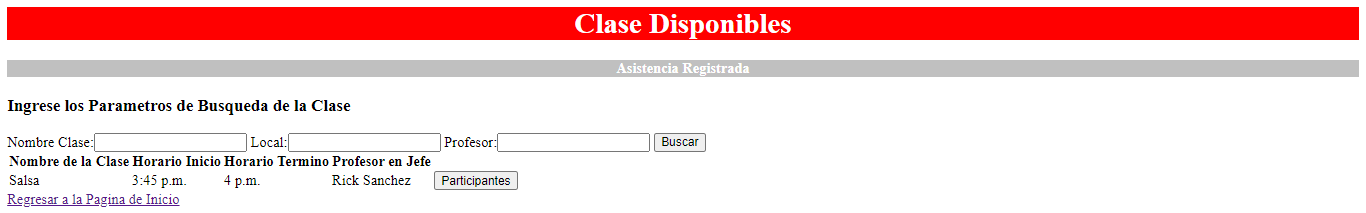 Clase Disponibles
Asistencia Registrada
Ingrese los Parametros de Busqueda de la Clase
Nombre Clase: Local: Profesor: Buscar
Nombre de la Clase Horario Inicio Horario Termino Profesor en Jefe
Salsa 3:45 p.m. 4 p.m. Rick Sanchez Participantes
Regresar a la Pagina de Inicio